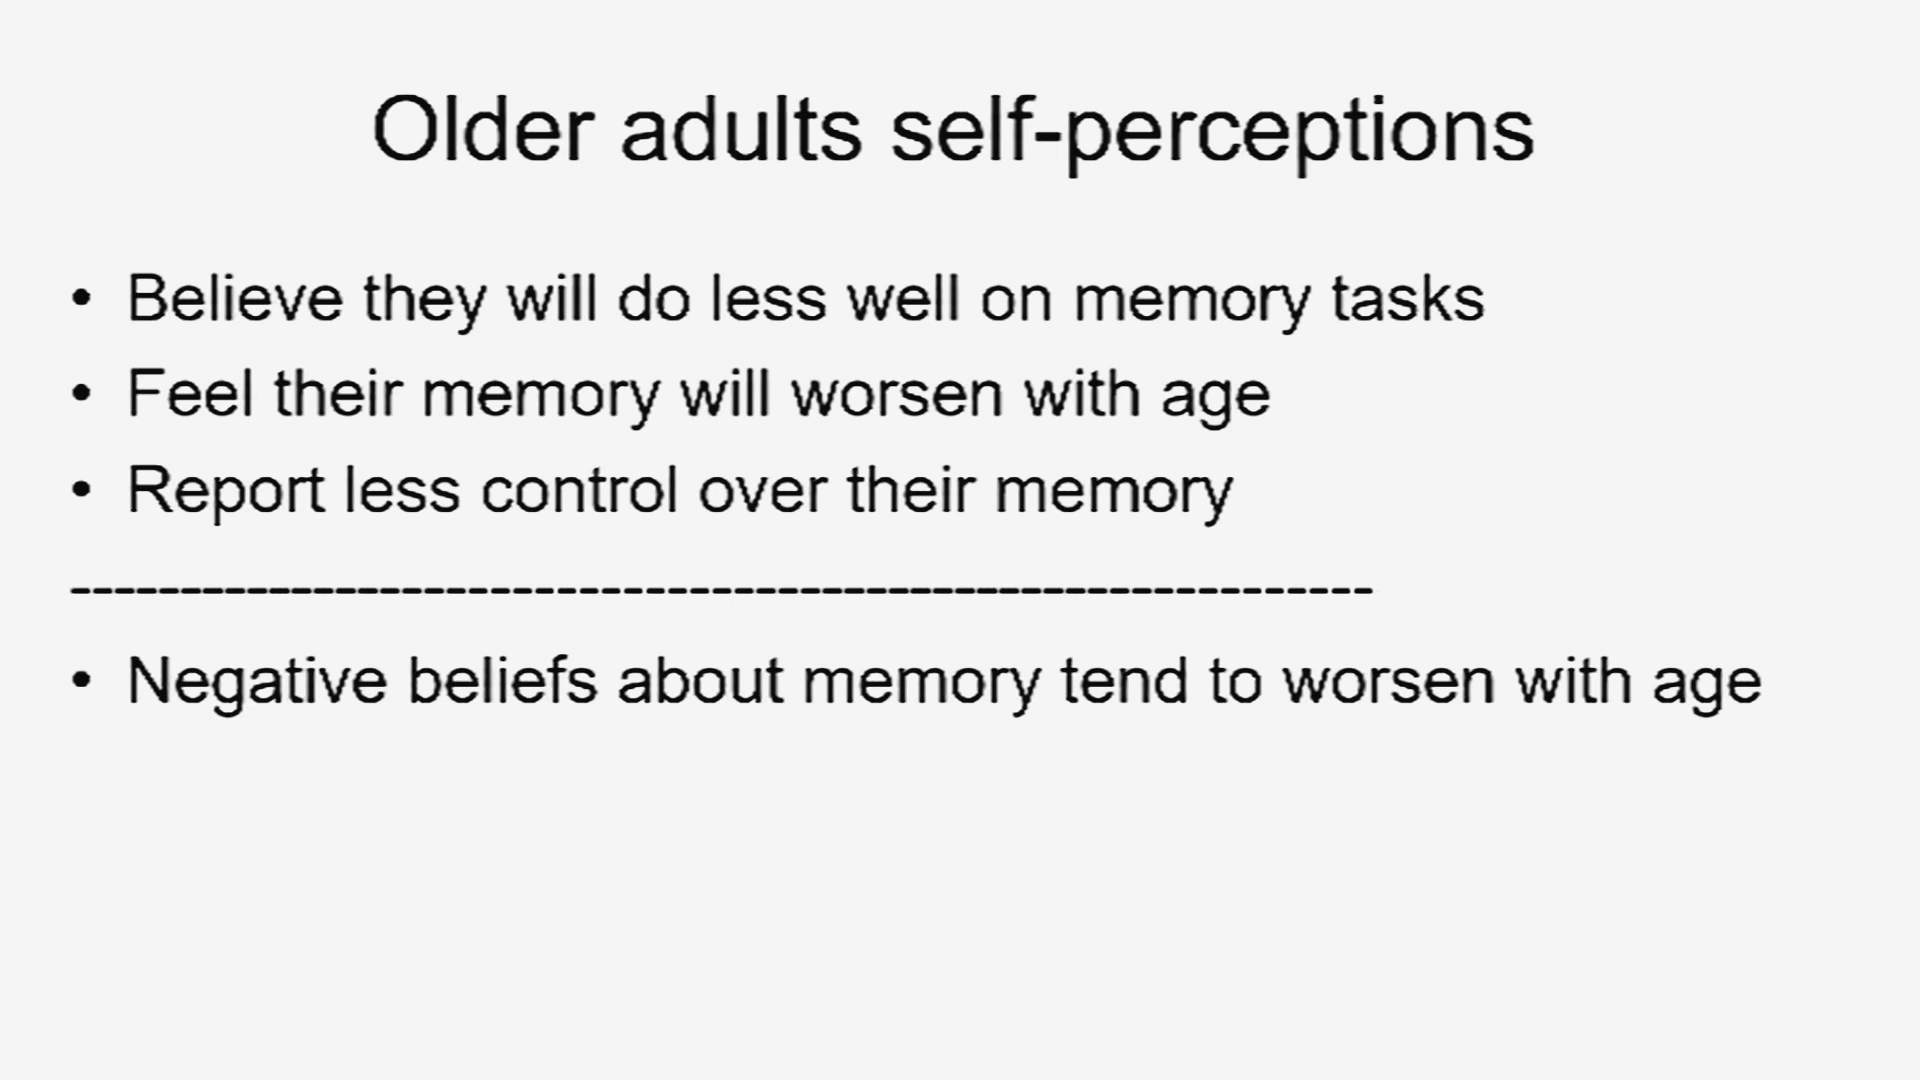 Older adults self-perceptions
• Believe they will do less well on memory tasks
• Feel their memory will worsen with age
• Report less control over their memory
-----------------------------------------------------------
• Negative beliefs about memory tend to worsen with age